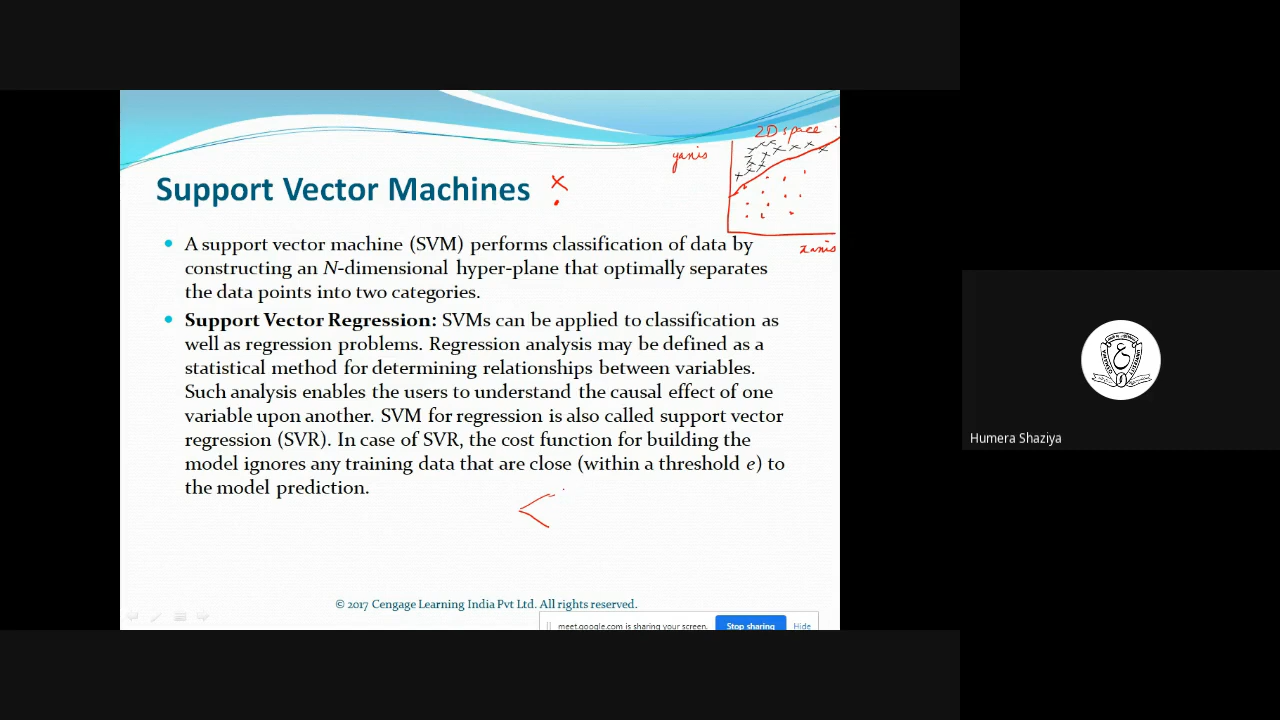 2D space
yaxis
Support Vector Machines
x
xaxis
A support vector machine (SVM) performs classification of data by
constructing an N-dimensional hyper-plane that optimally separates
the data points into two categories.
Support Vector Regression: SVMs can be applied to classification as
well as regression problems. Regression analysis may be defined as a
statistical method for determining relationships between variables.
Such analysis enables the users to understand the causal effect of one
variable upon another. SVM for regression is also called support vector
regression (SVR). In case of SVR, the cost function for building the
model ignores any training data that are close (within a threshold e) to
the model prediction.
© 2017 Cengage Learning India Pvt Ltd. All rights reserved.
meet.google.com is sharing your screen.
Stop sharing
Hide
Humera Shaziya